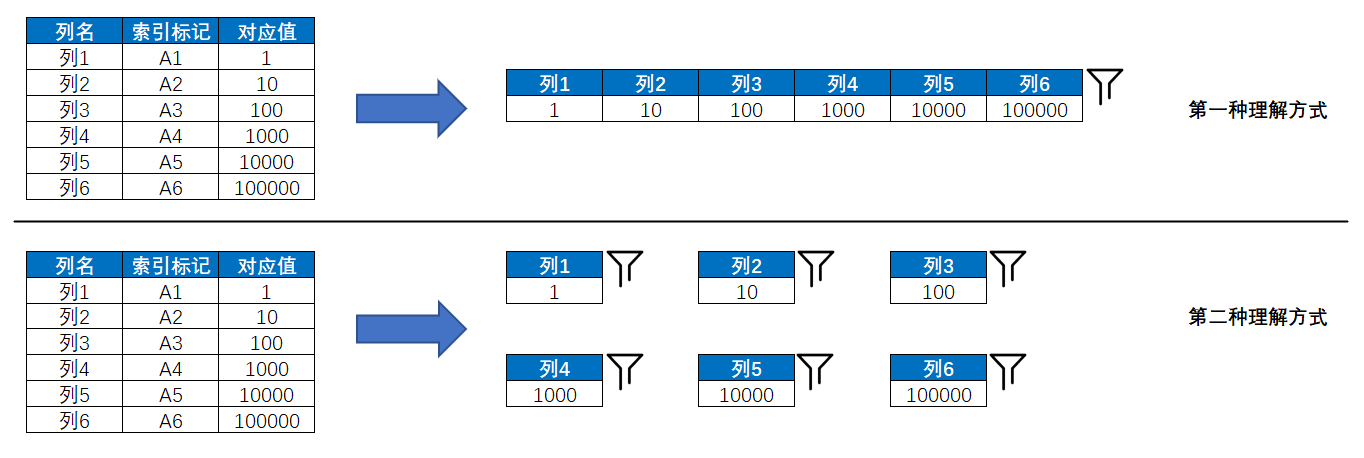 列名 索引标记 对应值
列1 A1 1
列2 A2 10
列3 A3 100
列4 A4 1000
列5 A5 10000
列6 A6 100000
列1 列2 列3 列4 列5 列6
1 10 100 1000 10000 100000
第一种理解方式
列名 索引标记 对应值
列1 A1 1
列2 A2 10
列3 A3 100
列4 A4 1000
列5 A5 10000
列6 A6 100000
列1 列2 列3
1 10 100
列4 列5 列6
1000 10000 100000
第二种理解方式